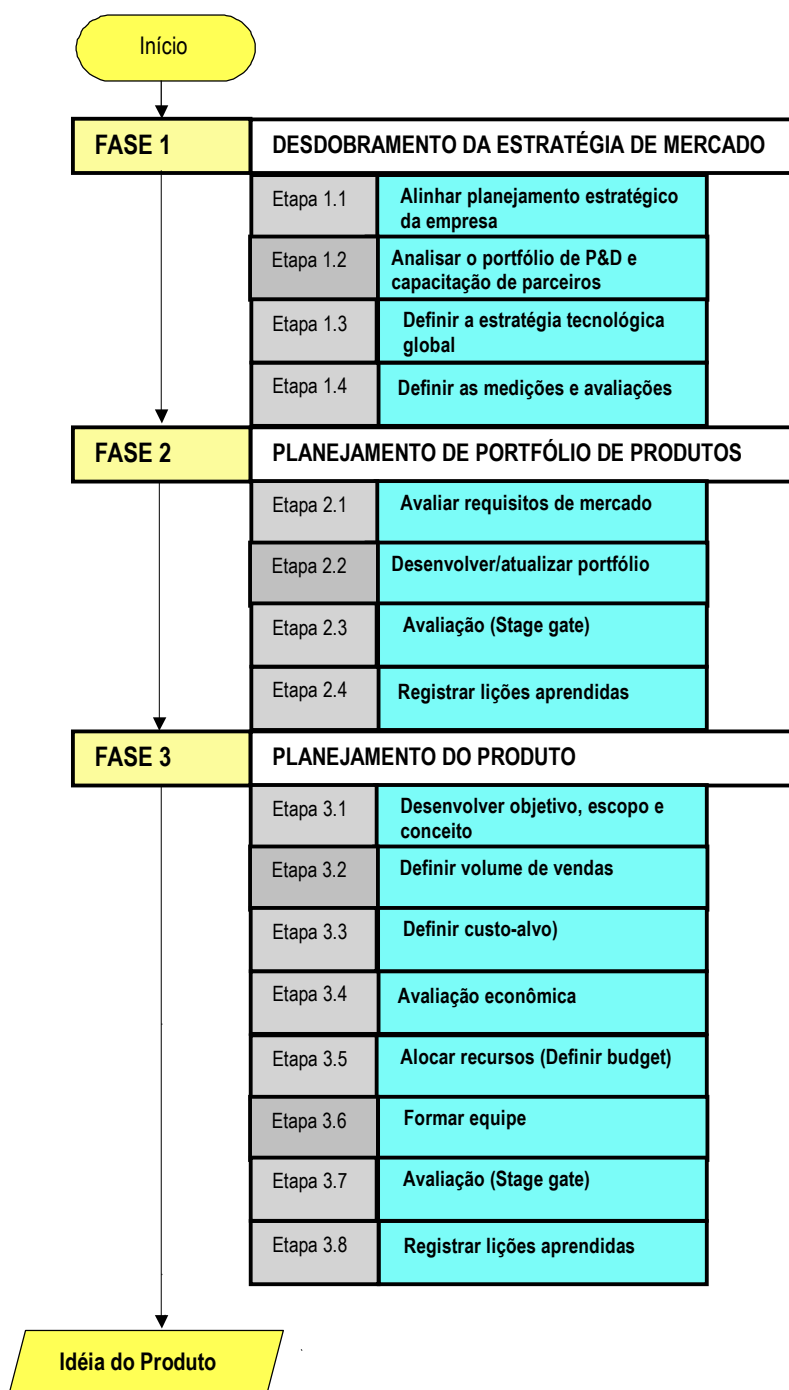 Início
FASE 1
DESDOBRAMENTO DA ESTRATÉGIA DE MERCADO
Etapa 1.1
Alinhar planejamento estratégico
da empresa
Etapa 1.2
Analisar o portfólio de P&D e
capacitação de parceiros
Etapa 1.3
Definir a estratégia tecnológica
global
Etapa 1.4
Definir as medições e avaliações
FASE 2
PLANEJAMENTO DE PORTFÓLIO DE PRODUTOS
Etapa 2.1
Avaliar requisitos de mercado
Etapa 2.2
Desenvolver/atualizar portfólio
Etapa 2.3
Avaliação (Stage gate)
Etapa 2.4
Registrar lições aprendidas
FASE 3
PLANEJAMENTO DO PRODUTO
Etapa 3.1
Desenvolver objetivo, escopo e
conceito
Etapa 3.2
Definir volume de vendas
Etapa 3.3
Definir custo-alvo)
Etapa 3.4
Avaliação econômica
Etapa 3.5
Alocar recursos (Definir budget)
Etapa 3.6
Formar equipe
Etapa 3.7
Avaliação (Stage gate)
Etapa 3.8
Registrar lições aprendidas
Idéia do Produto